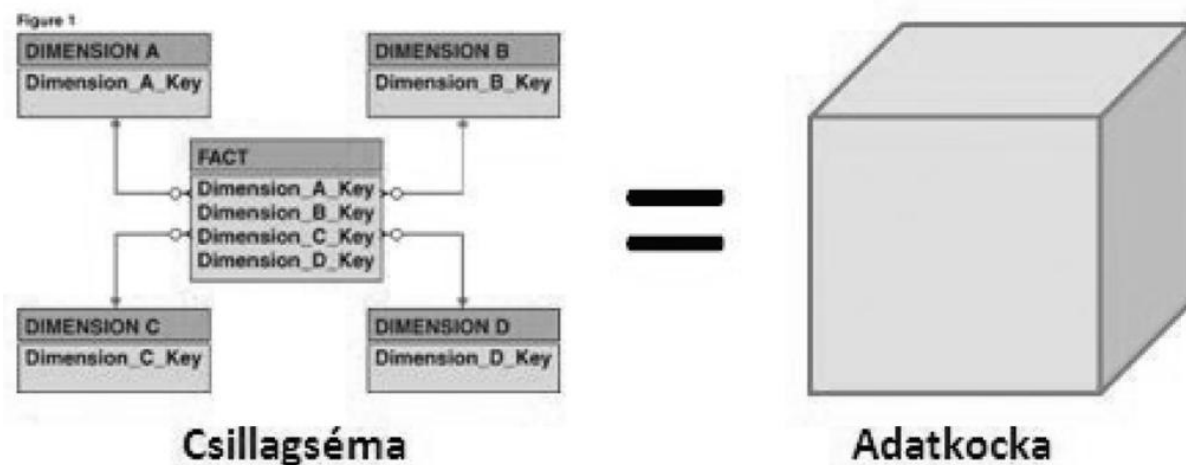 Figure 1
DIMENSION A
Dimension_A_Key
DIMENSION B
Dimension_B_Key
FACT
Dimension_A_Key
Dimension_B_Key
Dimension_C_Key
Dimension_D_Key
DIMENSION C
Dimension_C_Key
DIMENSION D
Dimension_D_Key
Csillagséma
Adatkocka